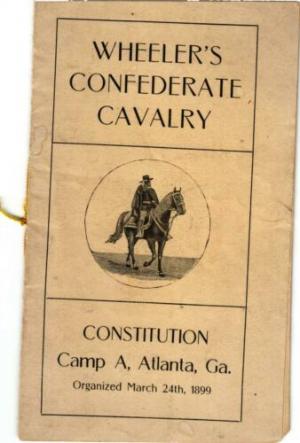 WHEELER'S
CONFEDERATE
CAVALRY
CONSTITUTION
Camp A, Atlanta, Ga.
Organized March 24th, 1899